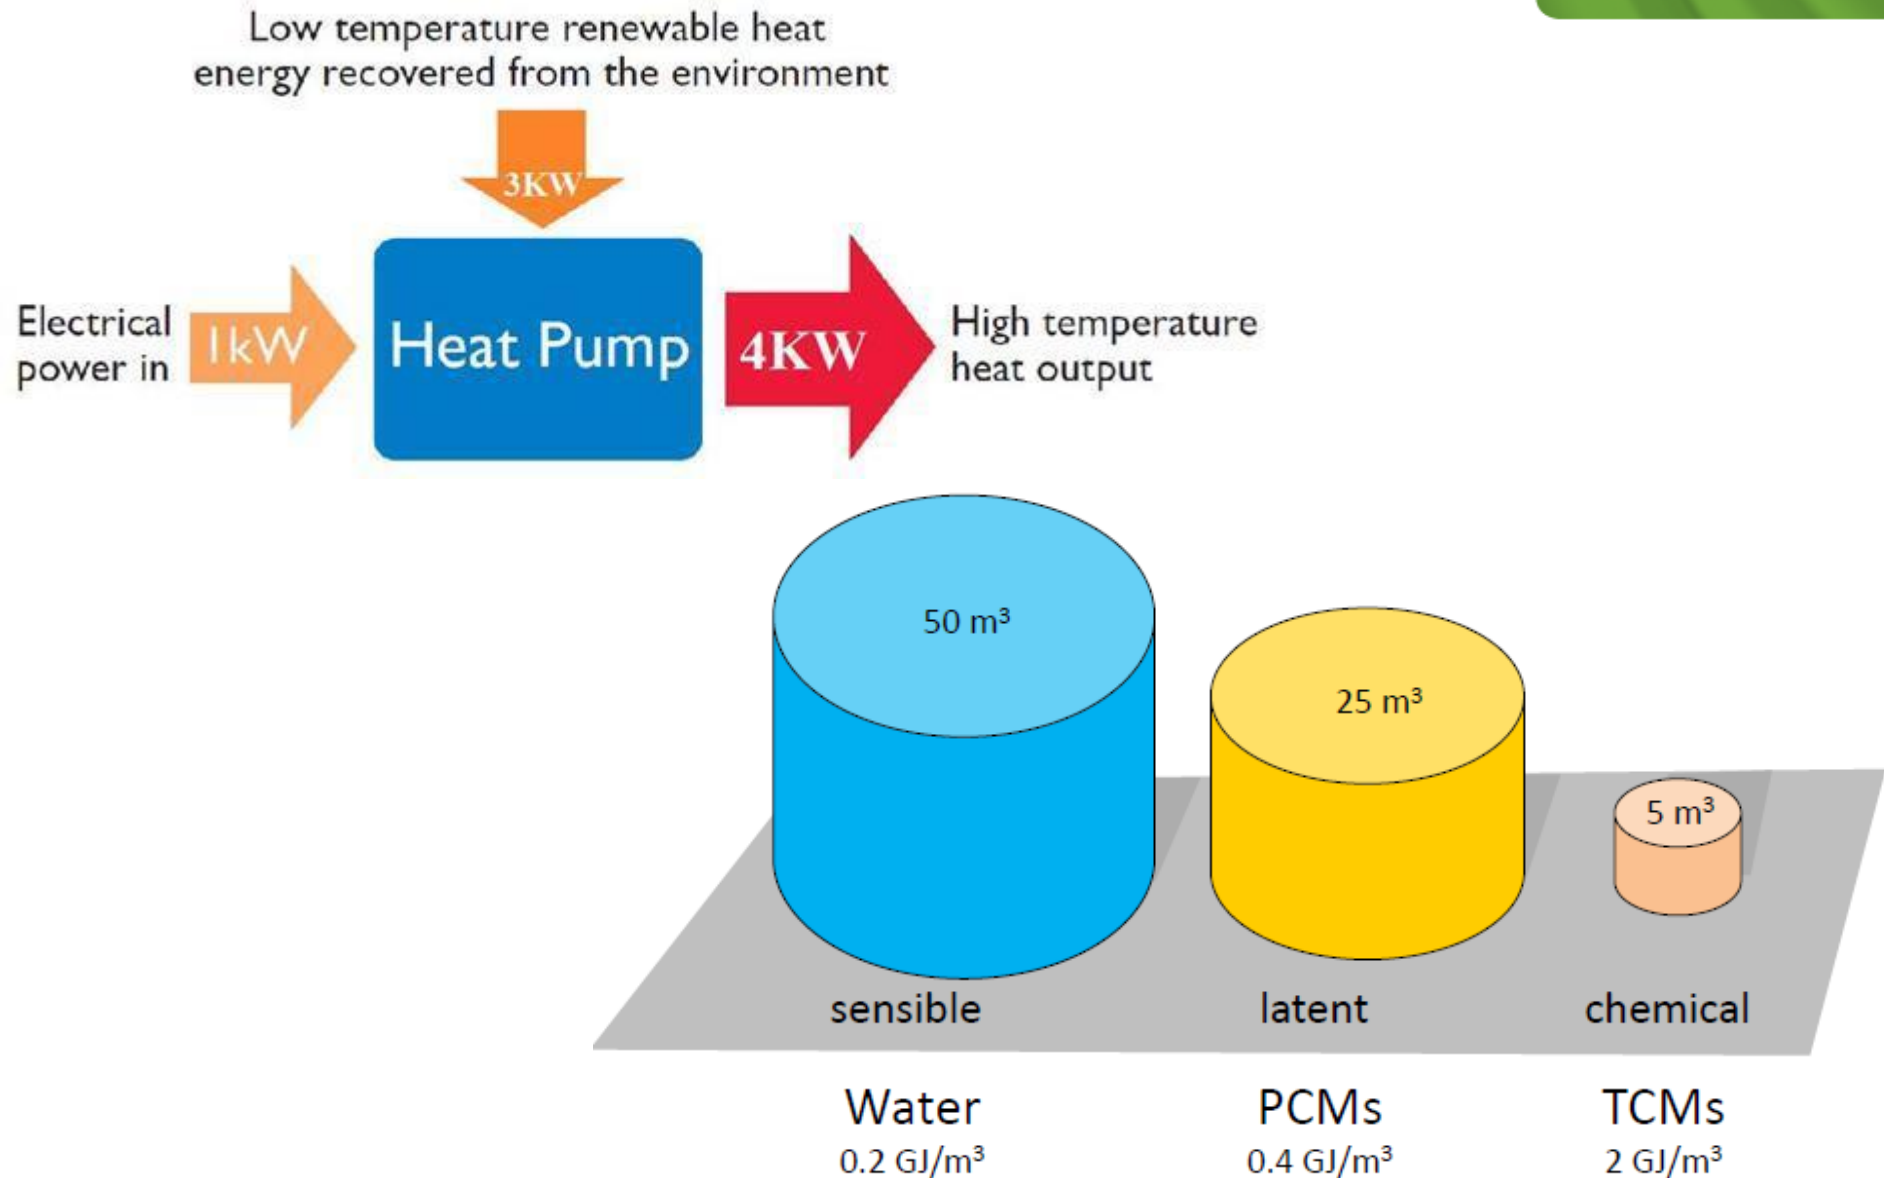 Low temperature renewable heat
energy recovered from the environment
3KW
Electrical
power in
1kW
Heat Pump
4KW
High temperature
heat output
50 m³
25 m³
5 m³
sensible
latent
chemical
Water
PCMs
TCMs
0.2 GJ/m³
0.4 GJ/m³
2 GJ/m³